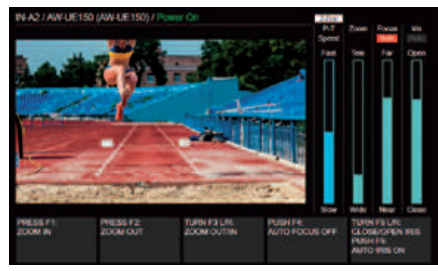 IN-A2 / AW-UE150 (AW-UE150) / Power On
P-T Speed
Zoom
Focus
Iris
Fast
Tele
Far
Open
Slow
Wide
Near
Close
PRESS F1:
ZOOM IN
PRESS F2:
ZOOM OUT
TURN F3 L/R:
ZOOM OUT/IN
PUSH F4:
AUTO FOCUS OFF
TURN F5 L/R:
CLOSE/OPEN IRIS
PUSH F5:
AUTO IRIS ON